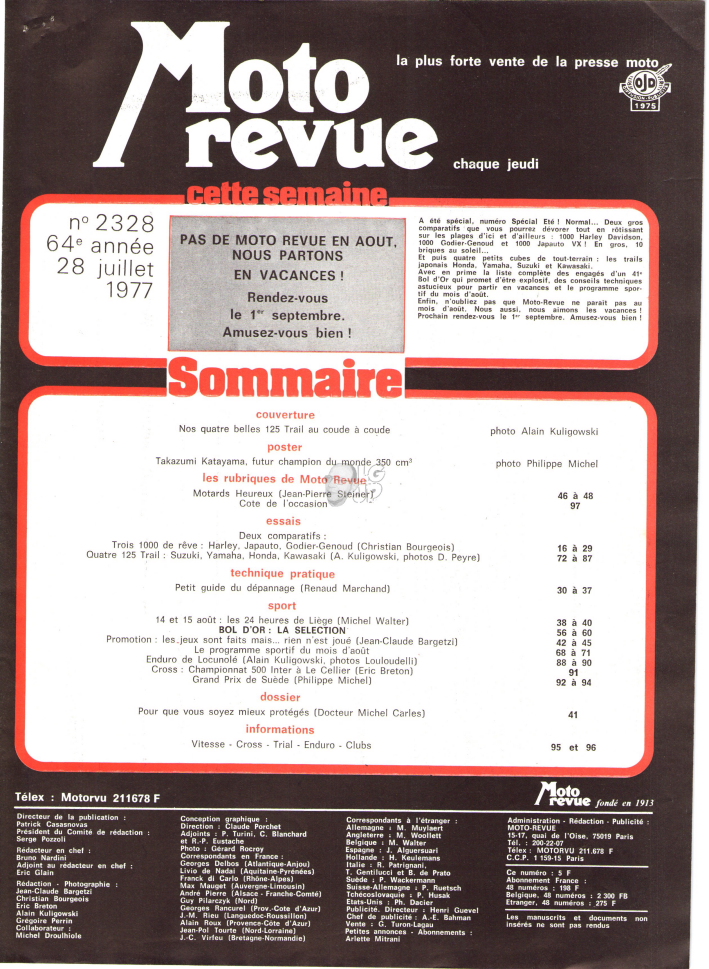 Moto revue
la plus forte vente de la presse moto
OJD
1975
chaque jeudi
cette semaine
nº 2328
64e année
28 juillet
1977
PAS DE MOTO REVUE EN AOUT,
NOUS PARTONS
EN VACANCES !
Rendez-vous
le 1er septembre.
Amusez-vous bien !
A été spécial, numéro Spécial Eté ! Normal... Deux gros
comparatifs que vous pourrez dévorer tout en rôtissant
sur les plages d'ici et d'ailleurs : 1000 Harley Davidson,
1000 Godier-Genoud et 1000 Japauto VX ! En gros, 10
briques au soleil...
Et puis quatre petits cubes de tout-terrain : les trails
japonais Honda, Yamaha, Suzuki et Kawasaki.
Avec en prime la liste complète des engagés d'un 41e
Bol d'Or qui promet d'être explosif, des conseils techniques
astucieux pour partir en vacances et le programme spor-
tif du mois d'août.
Enfin, n'oubliez pas que Moto-Revue ne parait pas au
mois d'août. Nous aussi, nous aimons les vacances !
Prochain rendez-vous le 1er septembre. Amusez-vous bien !
Sommaire
couverture
Nos quatre belles 125 Trail au coude à coude photo Alain Kuligowski
poster
Takazumi Katayama, futur champion du monde 350 cm³ photo Philippe Michel
les rubriques de Moto Revue
Motards Heureux (Jean-Pierre Steiner) 46 à 48
Cote de l'occasion 97
essais
Deux comparatifs :
Trois 1000 de rêve : Harley, Japauto, Godier-Genoud (Christian Bourgeois) 16 à 29
Quatre 125 Trail : Suzuki, Yamaha, Honda, Kawasaki (A. Kuligowski, photos D. Peyre) 72 à 87
technique pratique
Petit guide du dépannage (Renaud Marchand) 30 à 37
sport
14 et 15 août : les 24 heures de Liège (Michel Walter) 38 à 40
BOL D'OR : LA SELECTION 56 à 60
Promotion : les jeux sont faits mais... rien n'est joué (Jean-Claude Bargetzi) 42 à 45
Le programme sportif du mois d'août 68 à 71
Enduro de Locunolé (Alain Kuligowski, photos Louloudelli) 88 à 90
Cross : Championnat 500 Inter à Le Cellier (Eric Breton) 91
Grand Prix de Suède (Philippe Michel) 92 à 94
dossier
Pour que vous soyez mieux protégés (Docteur Michel Carles) 41
informations
Vitesse - Cross - Trial - Enduro - Clubs 95 et 96
Télex : Motorvu 211678 F
Moto revue fondé en 1913
Directeur de la publication :
Patrick Casasnovas
Président du Comité de rédaction :
Serge Pozzoli
Rédacteur en chef :
Bruno Nardini
Adjoint au rédacteur en chef :
Eric Glain
Rédaction - Photographie :
Jean-Claude Bargetzi
Christian Bourgeois
Eric Breton
Alain Kuligowski
Grégoire Perrin
Collaborateur :
Michel Droulhiole
Conception graphique :
Direction : Claude Porchet
Adjoints : P. Turini, C. Blanchard
et R.-P. Eustache
Photo : Gérard Rocroy
Correspondants en France :
Georges Delbos (Atlantique-Anjou)
Livio de Nadai (Aquitaine-Pyrénées)
Franck di Carlo (Rhône-Alpes)
Max Mauget (Auvergne-Limousin)
André Pierre (Alsace - Franche-Comté)
Guy Pilarczyk (Nord)
Georges Rancurel (Prov.-Cote d'Azur)
J.-M. Rieu (Languedoc-Roussillon)
Alain Roux (Provence-Côte d'Azur)
Jean-Pol Tourte (Nord-Lorraine)
J.-C. Virfeu (Bretagne-Normandie)
Correspondants à l'étranger :
Allemagne : M. Muylaert
Angleterre : M. Woollett
Belgique : M. Walter
Espagne : J. Alguersuari
Hollande : H. Keulemans
Italie : R. Patrignani,
T. Gentilucci et B. de Prato
Suède : P. Wackermann
Suisse-Allemagne : P. Ruetsch
Tchécoslovaquie : P. Husak
Etats-Unis : Ph. Dacier
Publicité. Directeur : Henri Guevel
Chef de publicité : A.-E. Bahman
Vente : G. Turon-Lagau
Petites annonces - Abonnements :
Arlette Mitrani
Administration - Rédaction - Publicité :
MOTO-REVUE
15-17, quai de l'Oise, 75019 Paris
Tél. : 200-22-07
Télex : MOTORVU 211.678 F
C.C.P. 1 159-15 Paris
Ce numéro : 5 F
Abonnement France :
48 numéros : 198 F
Belgique, 48 numéros : 2 300 FB
Etranger, 48 numéros : 275 F
Les manuscrits et documents non
insérés ne sont pas rendus